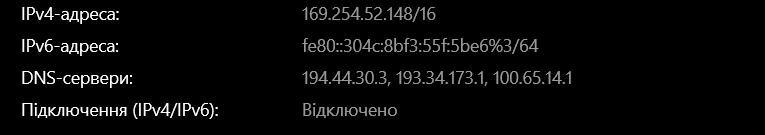 IPv4-адреса: 169.254.52.148/16
IPv6-адреса: fe80::304c:8bf3:55f:5be6%3/64
DNS-сервери: 194.44.30.3, 193.34.173.1, 100.65.14.1
Підключення (IPv4/IPv6): Відключено